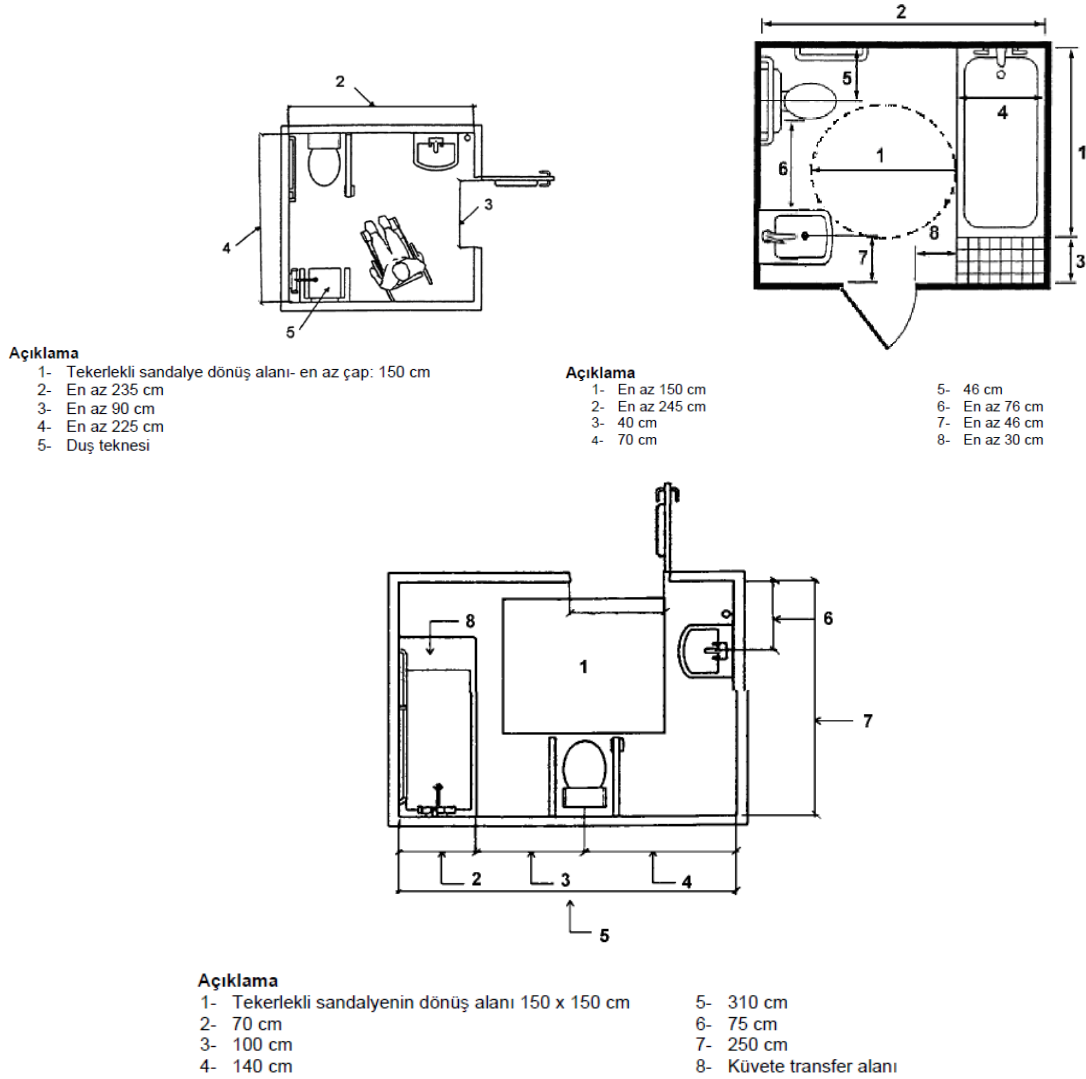 2
3
4
5
Açıklama
1- Tekerlekli sandalye dönüş alanı- en az çap: 150 cm
2- En az 235 cm
3- En az 90 cm
4- En az 225 cm
5- Duş teknesi
2
5
4
1
1
6
8
7
3
Açıklama
1- En az 150 cm
2- En az 245 cm
3- 40 cm
4- 70 cm
5- 46 cm
6- En az 76 cm
7- En az 46 cm
8- En az 30 cm
8
6
1
7
2
3
4
5
Açıklama
1- Tekerlekli sandalyenin dönüş alanı 150 x 150 cm
2- 70 cm
3- 100 cm
4- 140 cm
5- 310 cm
6- 75 cm
7- 250 cm
8- Küvete transfer alanı